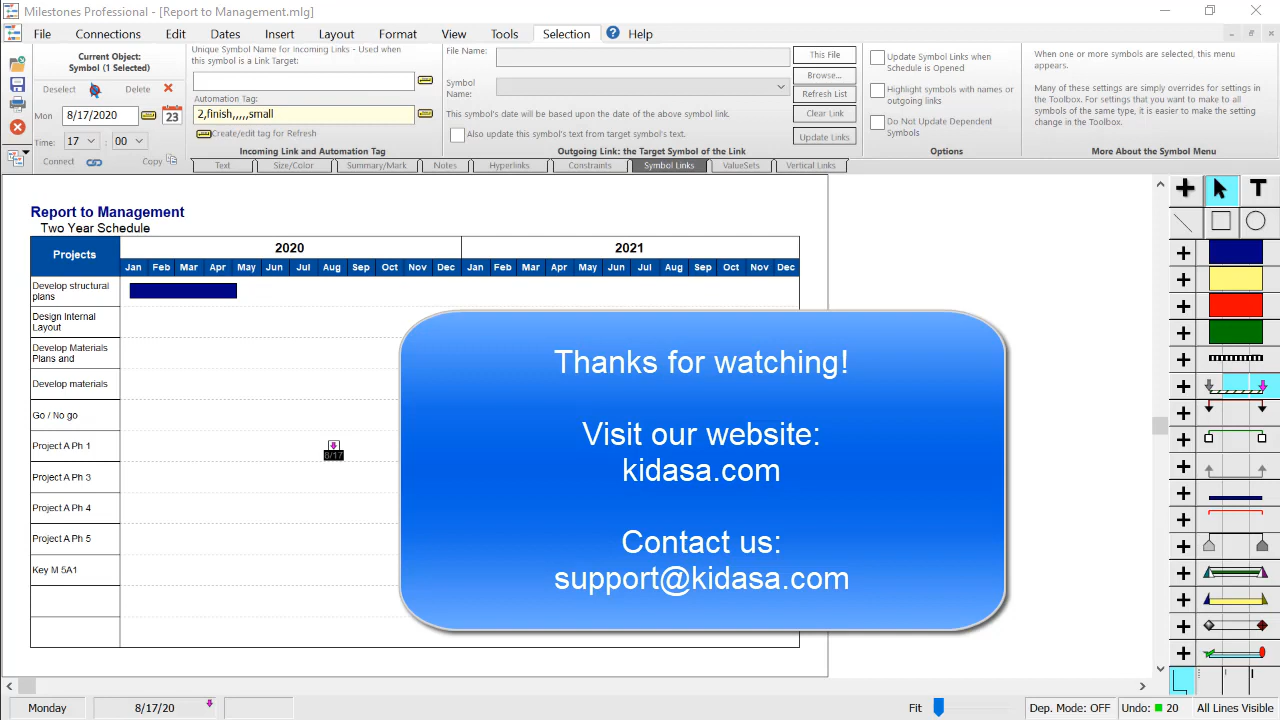 Milestones Professional - [Report to Management.mlg]
File Connections Edit Dates Insert Layout Format View Tools Selection Help
Current Object:
Symbol (1 Selected)
Deselect Delete
Mon 8/17/2020 23
Time: 17 : 00
Connect Copy
Unique Symbol Name for Incoming Links - Used when
this symbol is a Link Target:
Automation Tag:
2,finish,,,,,small
Create/edit tag for Refresh
Incoming Link and Automation Tag
File Name:
Symbol
Name:
This symbol's date will be based upon the date of the above symbol link.
Also update this symbol's text from target symbol's text.
Outgoing Link: the Target Symbol of the Link
This File
Browse...
Refresh List
Clear Link
Update Links
Update Symbol Links when
Schedule is Opened
Highlight symbols with names or
outgoing links
Do Not Update Dependent
Symbols
Options
When one or more symbols are selected, this menu
appears.
Many of these settings are simply overrides for settings in
the Toolbox. For settings that you want to make to all
symbols of the same type, it is easier to make the setting
change in the Toolbox.
More About the Symbol Menu
Text Size/Color Summary/Mark Notes Hyperlinks Constraints Symbol Links ValueSets Vertical Links
Report to Management
Two Year Schedule
Projects
2020 2021
Jan Feb Mar Apr May Jun Jul Aug Sep Oct Nov Dec Jan Feb Mar Apr May Jun Jul Aug Sep Oct Nov Dec
Develop structural
plans
Design Internal
Layout
Develop Materials
Plans and
Develop materials
Go / No go
Project A Ph 1
8/17
Project A Ph 3
Project A Ph 4
Project A Ph 5
Key M 5A1
Thanks for watching!
Visit our website:
kidasa.com
Contact us:
support@kidasa.com
T
Monday 8/17/20 Fit Dep. Mode: OFF Undo: 20 All Lines Visible